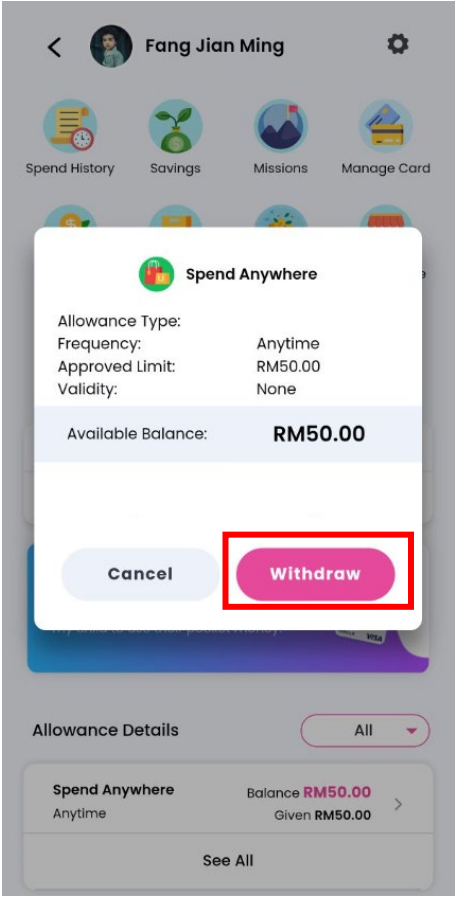 Fang Jian Ming
Spend History Savings Missions Manage Card
Spend Anywhere
Allowance Type:
Frequency: Anytime
Approved Limit: RM50.00
Validity: None
Available Balance: RM50.00
Cancel Withdraw
VISA
Allowance Details All
Spend Anywhere Balance RM50.00
Anytime Given RM50.00
See All